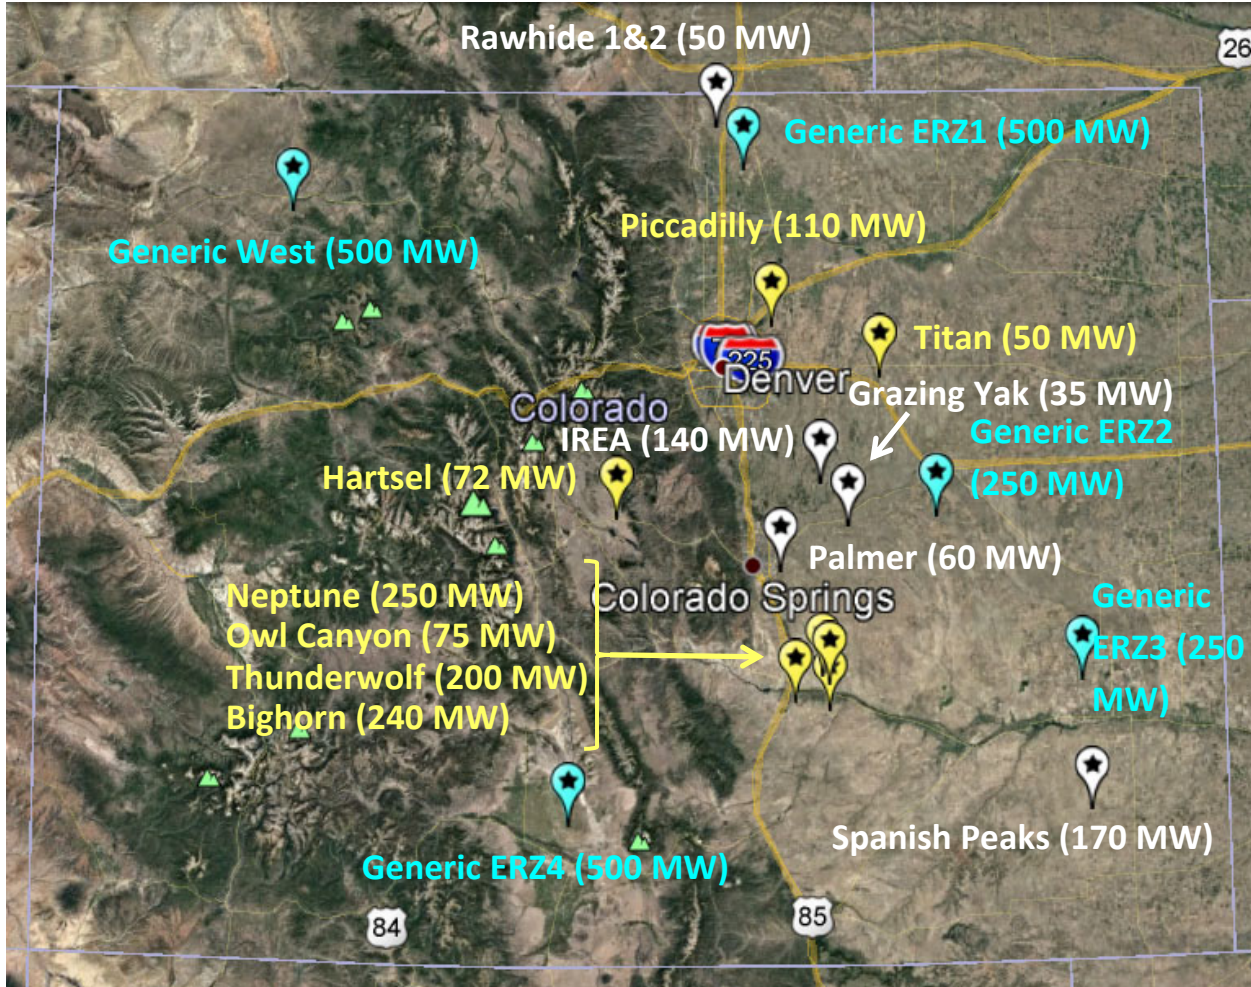 Rawhide 1&2 (50 MW)
26
Generic ERZ1 (500 MW)
Generic West (500 MW)
Piccadilly (110 MW)
Titan (50 MW)
225
Denver
Grazing Yak (35 MW)
Colorado
IREA (140 MW)
Generic ERZ2
(250 MW)
Hartsel (72 MW)
Palmer (60 MW)
Colorado Springs
Neptune (250 MW)
Owl Canyon (75 MW)
Thunderwolf (200 MW)
Bighorn (240 MW)
Generic
ERZ3 (250
MW)
Spanish Peaks (170 MW)
Generic ERZ4 (500 MW)
84
85